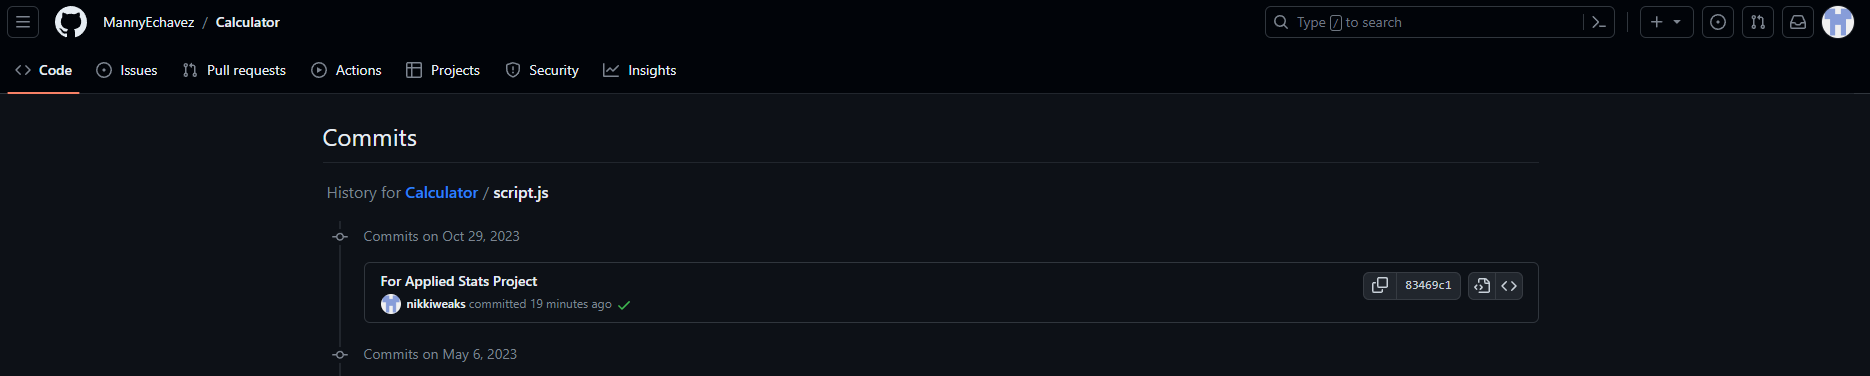 MannyEchavez / Calculator
Type / to search
Code Issues Pull requests Actions Projects Security Insights
Commits
History for Calculator / script.js
Commits on Oct 29, 2023
For Applied Stats Project
83469c1
nikkiweaks committed 19 minutes ago
Commits on May 6, 2023